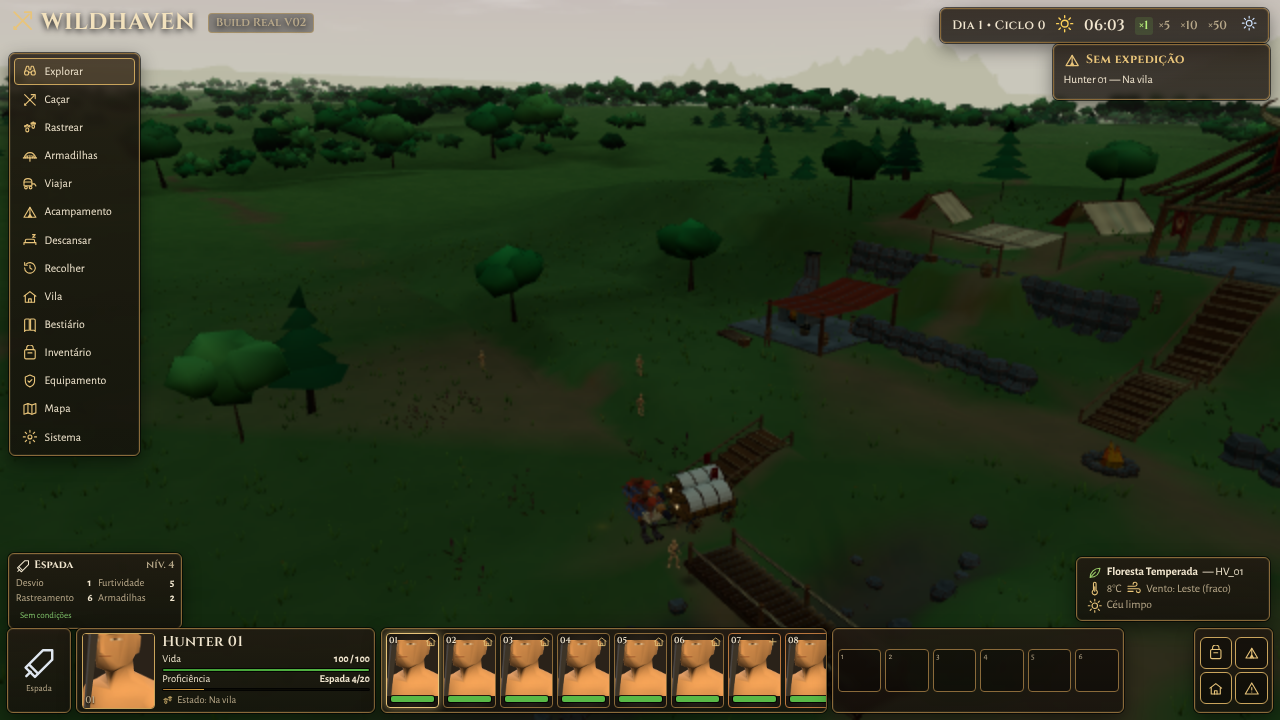 WILDHAVEN
BUILD REAL V02
DIA 1 • CICLO 0 06:03 ×1 ×5 ×10 ×50
SEM EXPEDIÇÃO
Hunter 01 — Na vila
Explorar
Caçar
Rastrear
Armadilhas
Viajar
Acampamento
Descansar
Recolher
Vila
Bestiário
Inventário
Equipamento
Mapa
Sistema
ESPADA NÍV. 4
Desvio 1 Furtividade 5
Rastreamento 6 Armadilhas 2
Sem condições
Floresta Temperada — HV_01
8°C Vento: Leste (fraco)
Céu limpo
Espada
01
HUNTER 01
Vida 100/100
Proficiência Espada 4/20
Estado: Na vila
01 02 03 04 05 06 07 08
1 2 3 4 5 6